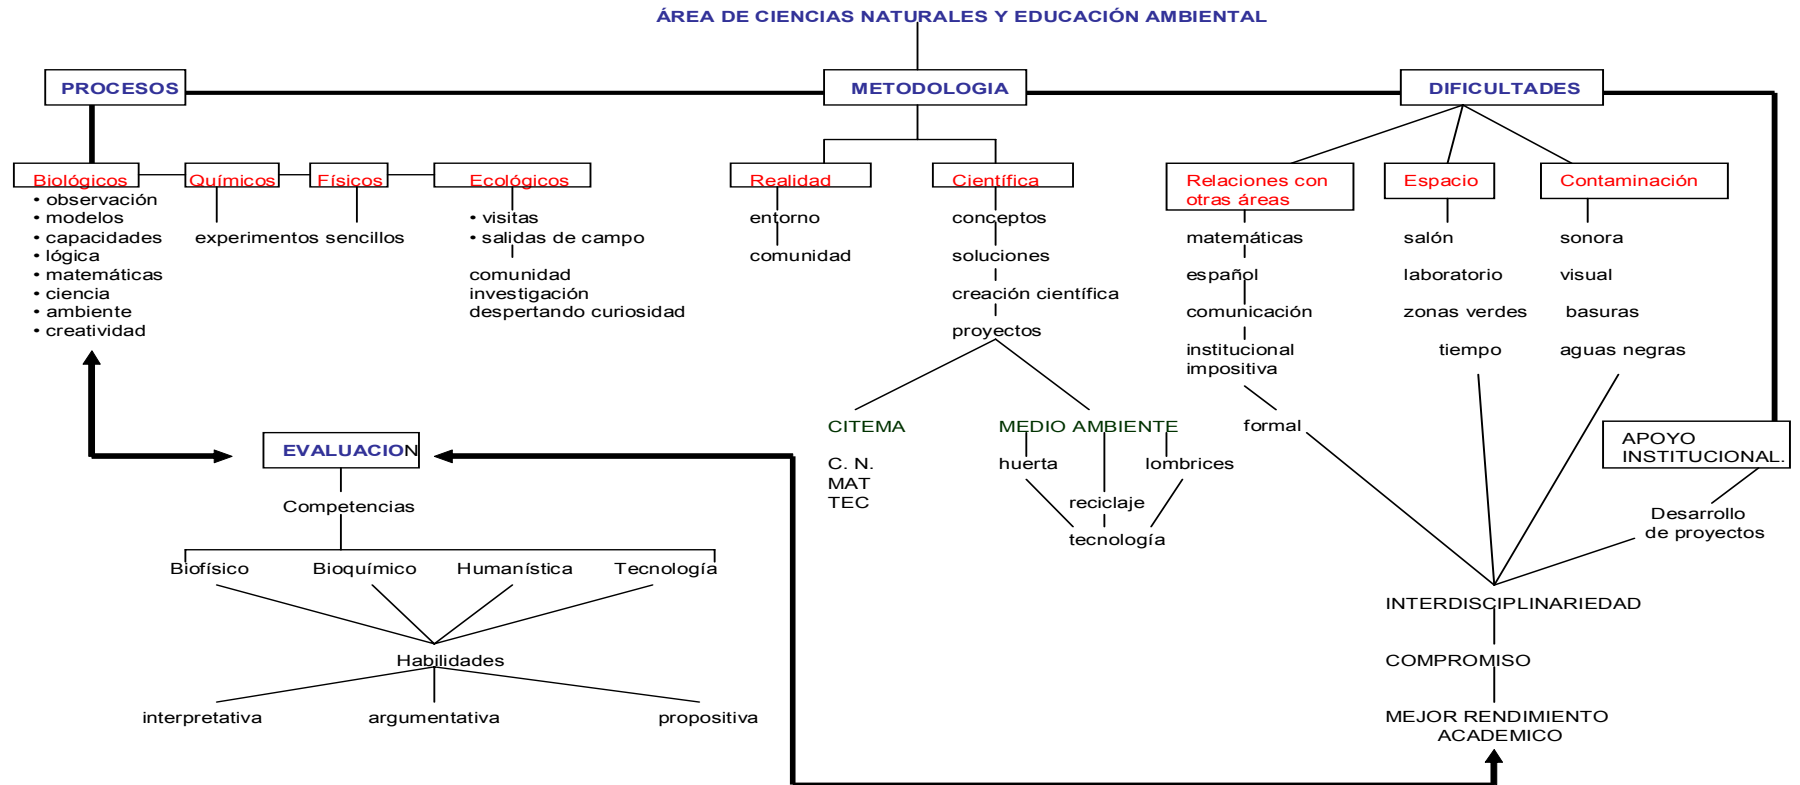 ÁREA DE CIENCIAS NATURALES Y EDUCACIÓN AMBIENTAL
PROCESOS
METODOLOGIA
DIFICULTADES
Biológicos
Químicos
Físicos
Ecológicos
Realidad
Científica
Relaciones con
otras áreas
Espacio
Contaminación
• observación
• modelos
• capacidades
• lógica
• matemáticas
• ciencia
• ambiente
• creatividad
experimentos sencillos
• visitas
• salidas de campo
comunidad
investigación
despertando curiosidad
entorno
comunidad
conceptos
soluciones
creación científica
proyectos
matemáticas
español
comunicación
institucional
impositiva
formal
salón
laboratorio
zonas verdes
tiempo
sonora
visual
basuras
aguas negras
CITEMA
C. N.
MAT
TEC
MEDIO AMBIENTE
huerta
lombrices
reciclaje
tecnología
APOYO
INSTITUCIONAL.
Desarrollo
de proyectos
EVALUACION
Competencias
Biofísico
Bioquímico
Humanística
Tecnología
Habilidades
interpretativa
argumentativa
propositiva
INTERDISCIPLINARIEDAD
COMPROMISO
MEJOR RENDIMIENTO
ACADEMICO